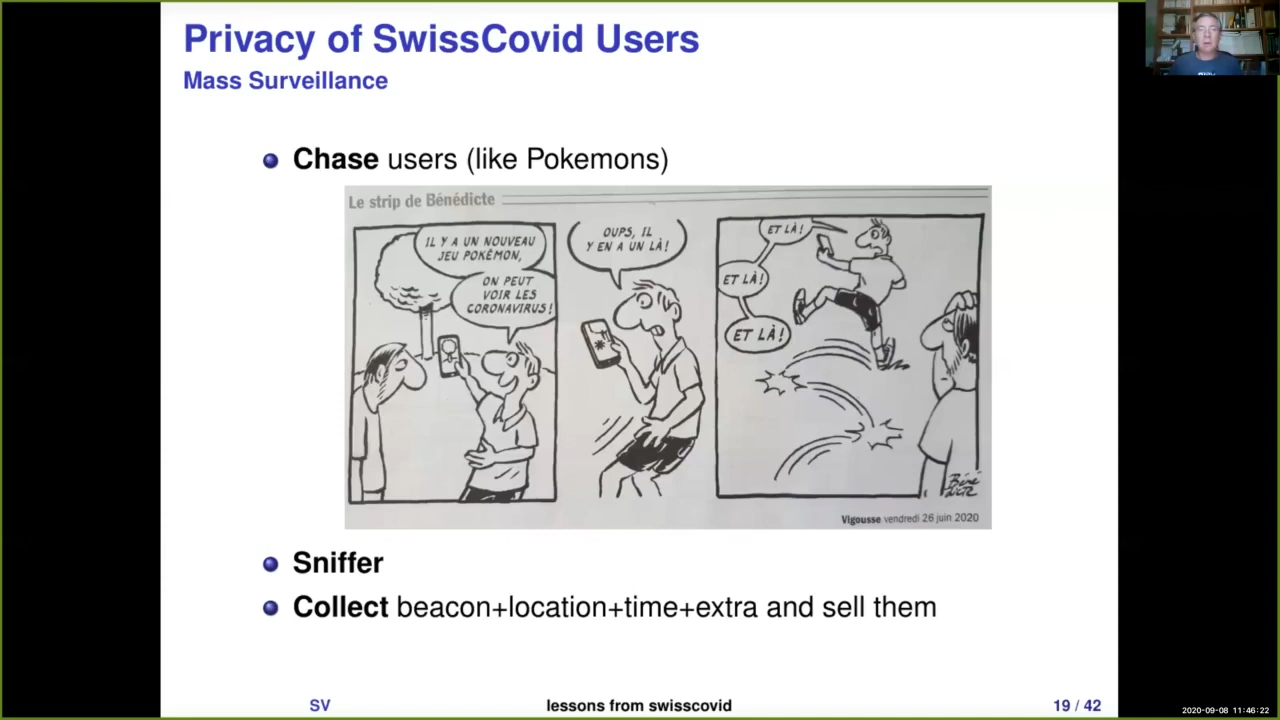 Privacy of SwissCovid Users
Mass Surveillance
Chase users (like Pokemons)
Le strip de Bénédicte
IL Y A UN NOUVEAU
JEU POKÉMON,
ON PEUT
VOIR LES
CORONAVIRUS!
OUPS, IL
Y EN A UN LÀ!
ET LÀ!
ET LÀ!
ET LÀ!
Béné
dicte
Vigousse vendredi 26 juin 2020
Sniffer
Collect beacon+location+time+extra and sell them
SV
lessons from swisscovid
19 / 42
2020-09-08 11:46:22